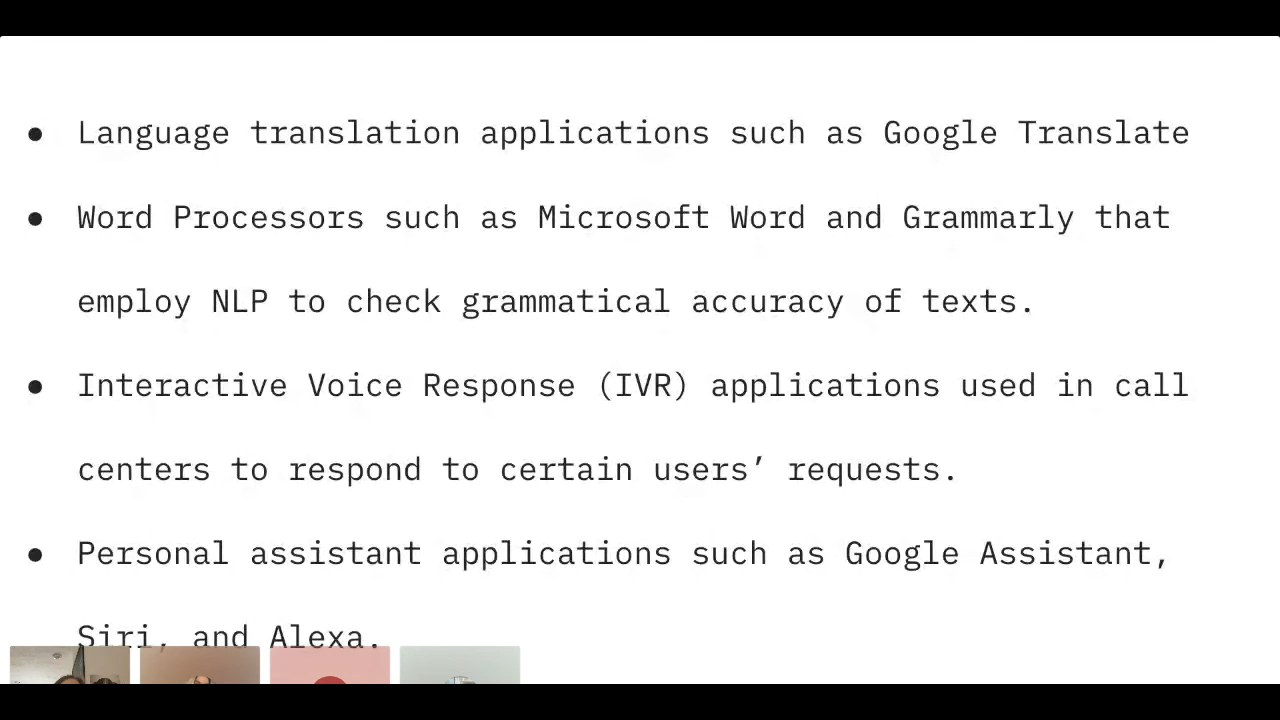 ● Language translation applications such as Google Translate
● Word Processors such as Microsoft Word and Grammarly that
employ NLP to check grammatical accuracy of texts.
● Interactive Voice Response (IVR) applications used in call
centers to respond to certain users’ requests.
● Personal assistant applications such as Google Assistant,
Siri, and Alexa.